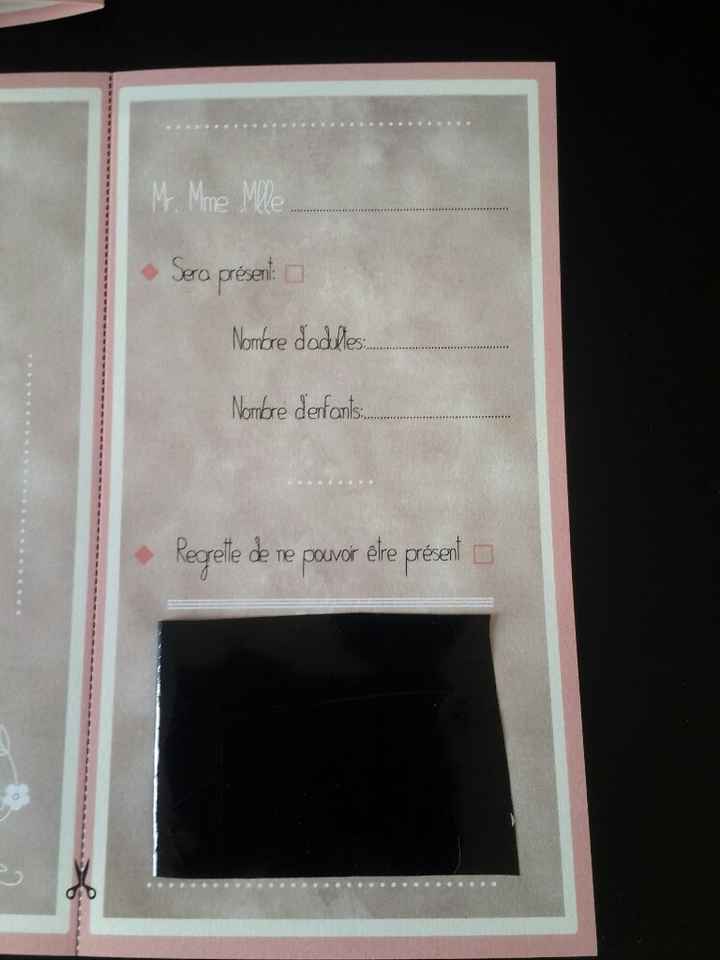 Mr. Mme .Mlle ..............................
Sera présent:
Nombre d'adultes:..............................
Nombre d'enfants:..............................
Regrette de ne pouvoir être présent